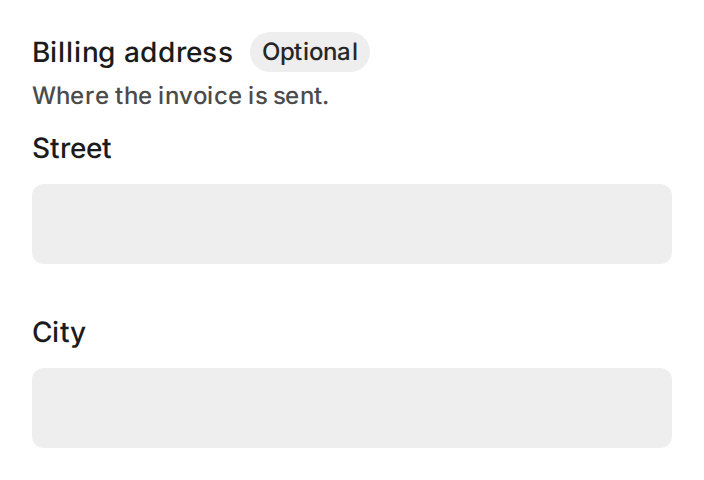 Billing address Optional
Where the invoice is sent.
Street
City